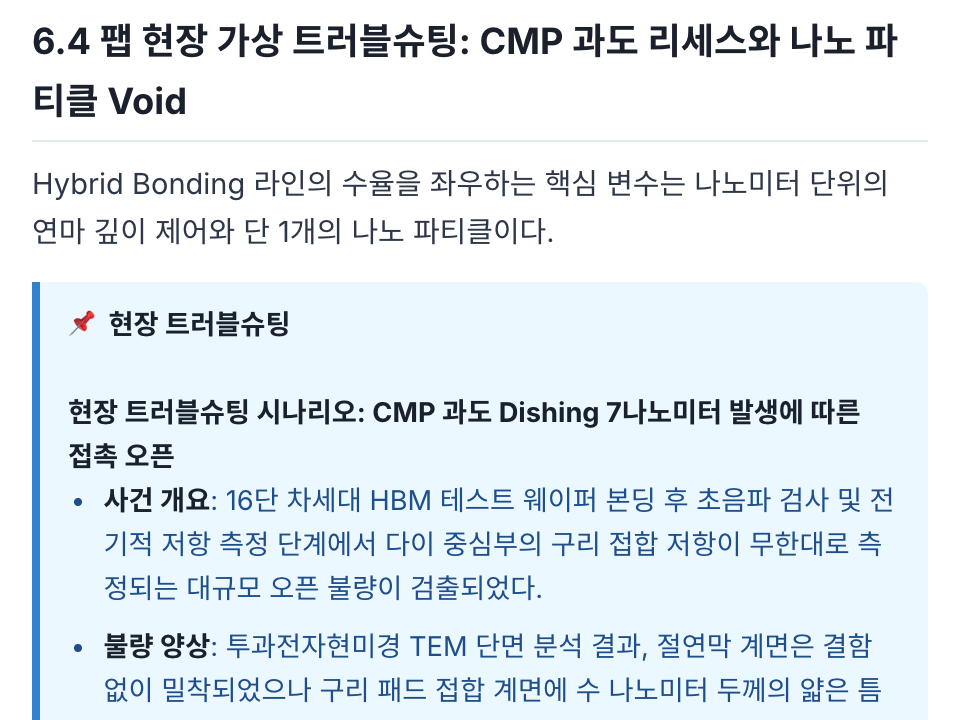 6.4 팹 현장 가상 트러블슈팅: CMP 과도 리세스와 나노 파
티클 Void
Hybrid Bonding 라인의 수율을 좌우하는 핵심 변수는 나노미터 단위의
연마 깊이 제어와 단 1개의 나노 파티클이다.
📌 현장 트러블슈팅
현장 트러블슈팅 시나리오: CMP 과도 Dishing 7나노미터 발생에 따른
접촉 오픈
• 사건 개요: 16단 차세대 HBM 테스트 웨이퍼 본딩 후 초음파 검사 및 전
기적 저항 측정 단계에서 다이 중심부의 구리 접합 저항이 무한대로 측
정되는 대규모 오픈 불량이 검출되었다.
• 불량 양상: 투과전자현미경 TEM 단면 분석 결과, 절연막 계면은 결함
없이 밀착되었으나 구리 패드 접합 계면에 수 나노미터 두께의 얇은 틈